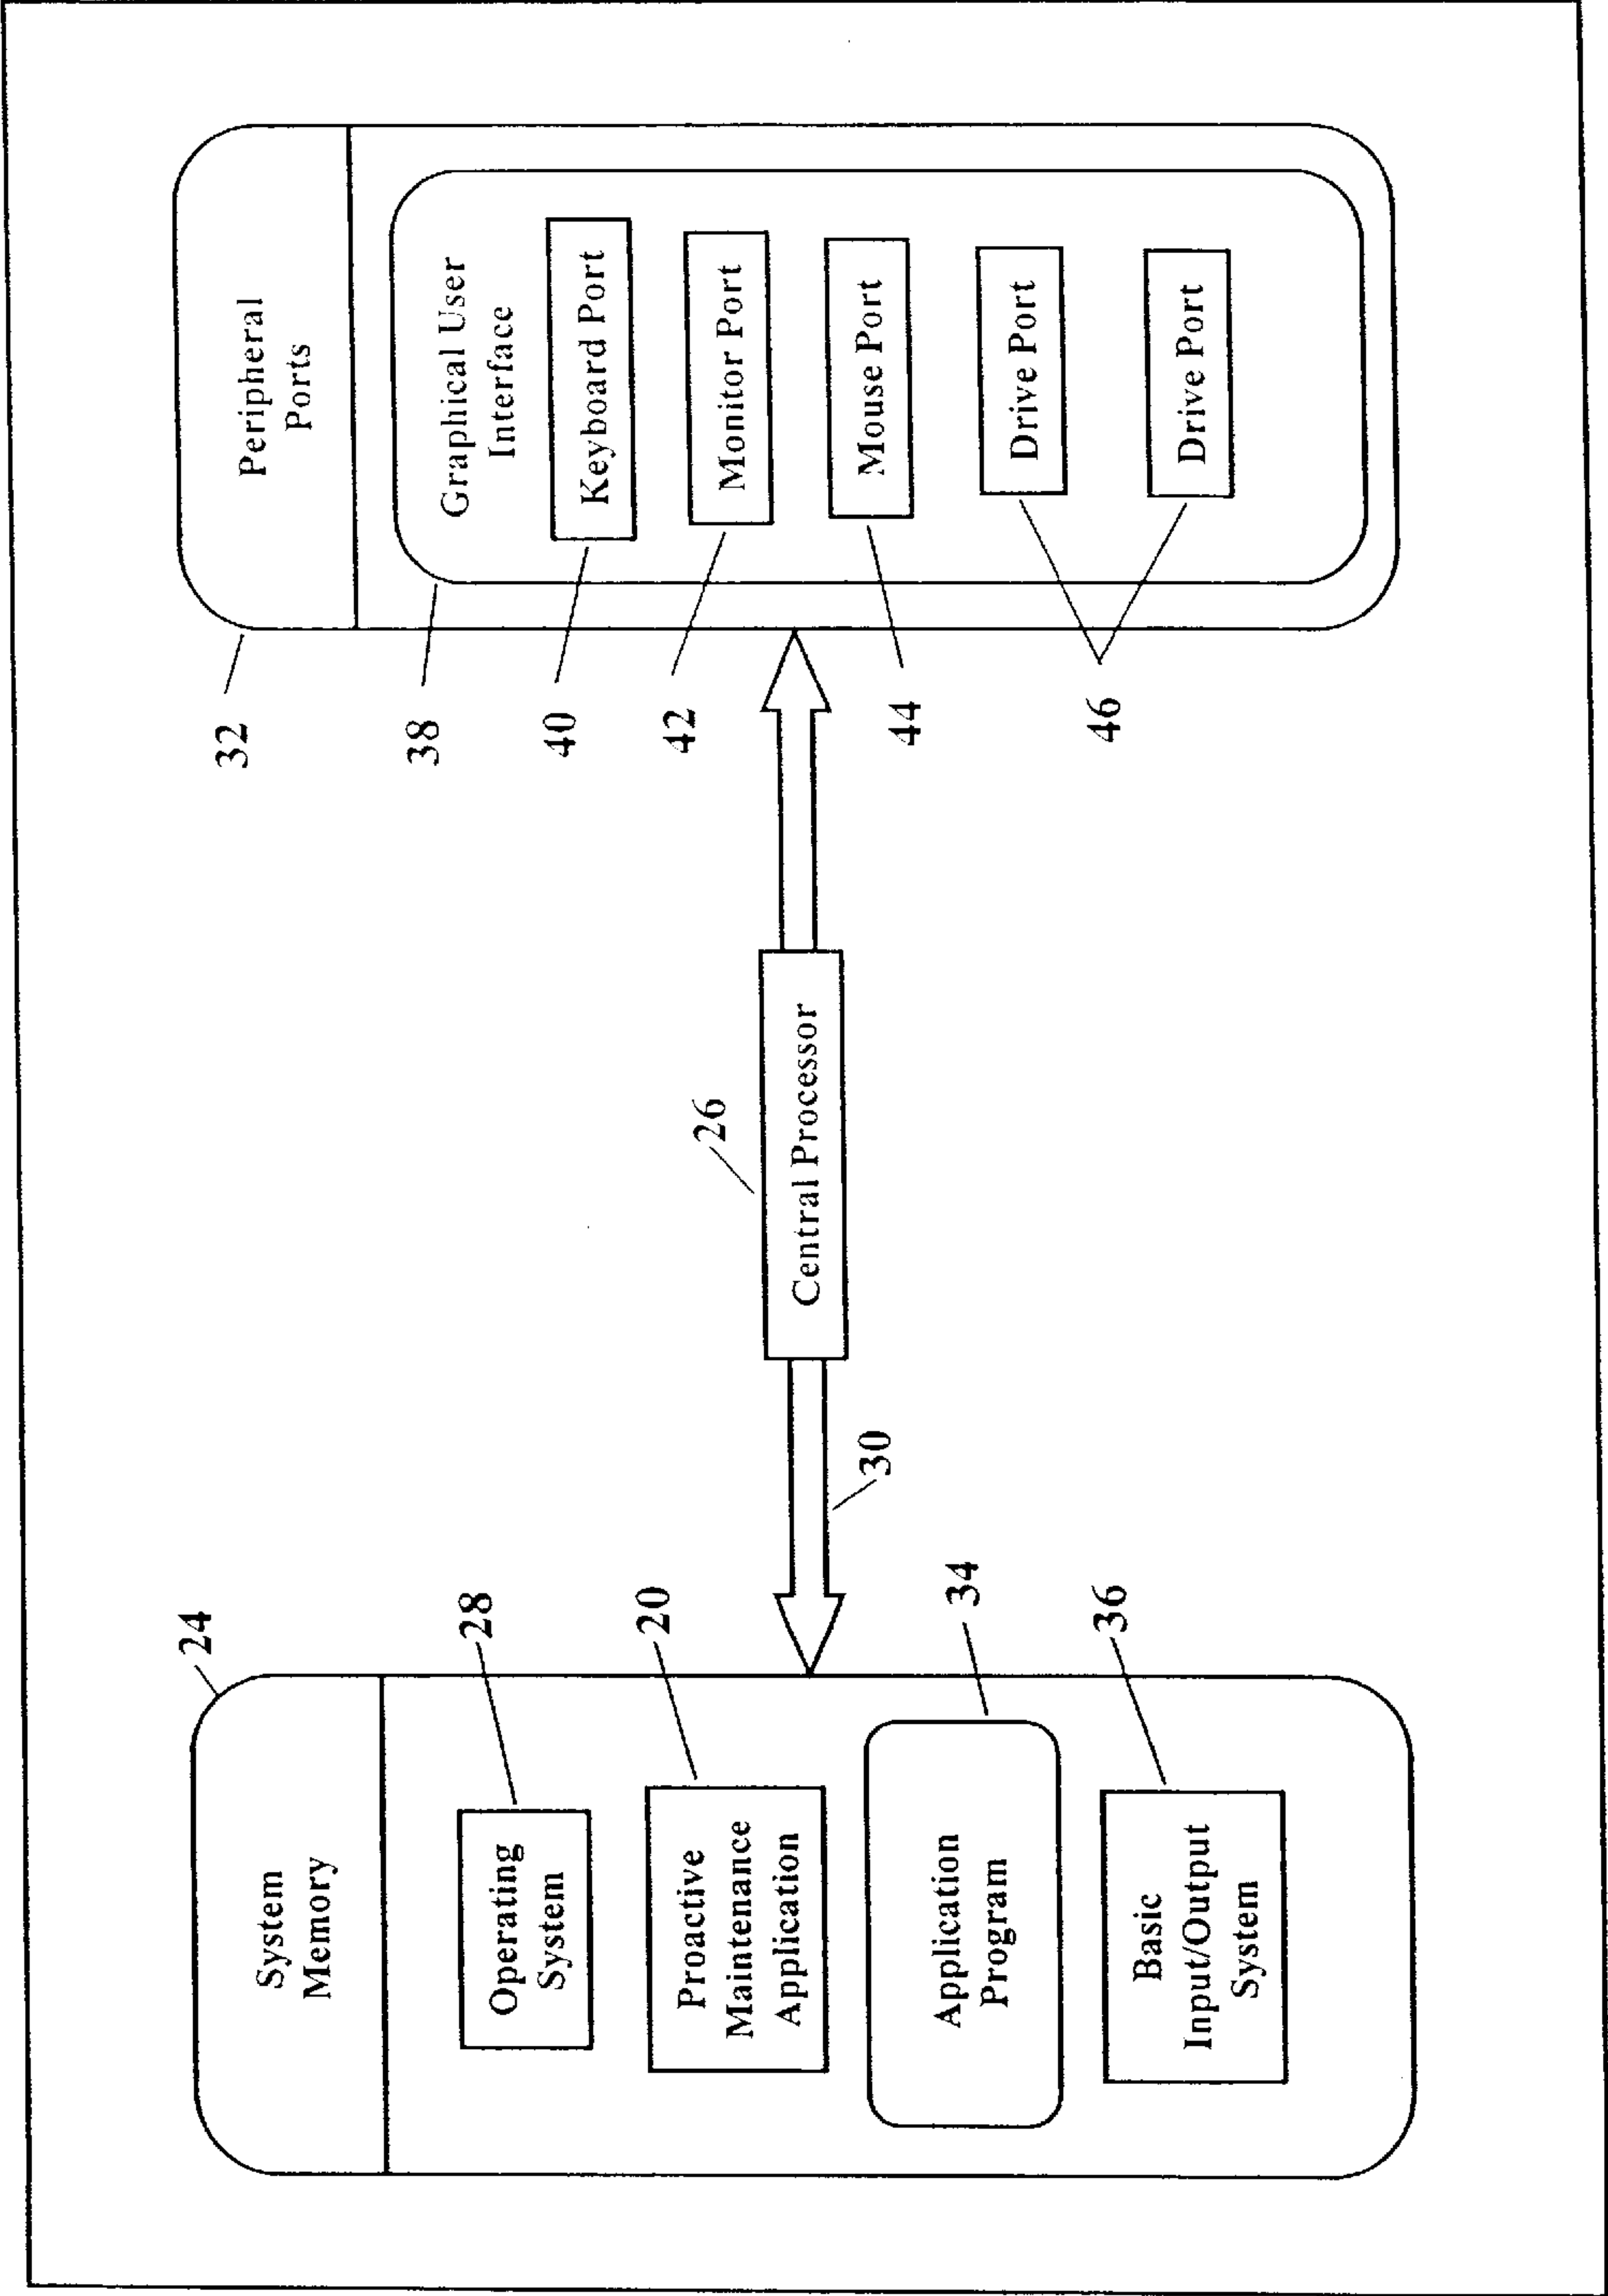 24
System
Memory
28
Operating
System
20
Proactive
Maintenance
Application
34
Application
Program
36
Basic
Input/Output
System
30
26
Central Processor
32
Peripheral
Ports
38
Graphical User
Interface
40
Keyboard Port
42
Monitor Port
44
Mouse Port
46
Drive Port
Drive Port